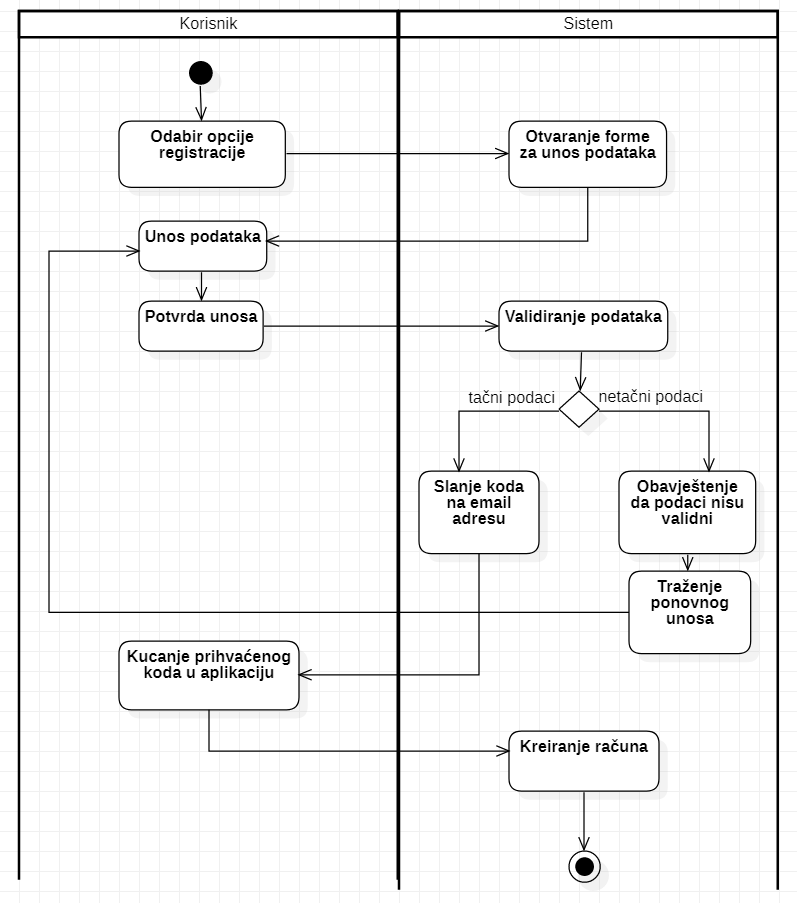 Korisnik
Sistem
Odabir opcije
registracije
Otvaranje forme
za unos podataka
Unos podataka
Potvrda unosa
Validiranje podataka
tačni podaci
netačni podaci
Slanje koda
na email
adresu
Obavještenje
da podaci nisu
validni
Traženje
ponovnog
unosa
Kucanje prihvaćenog
koda u aplikaciju
Kreiranje računa